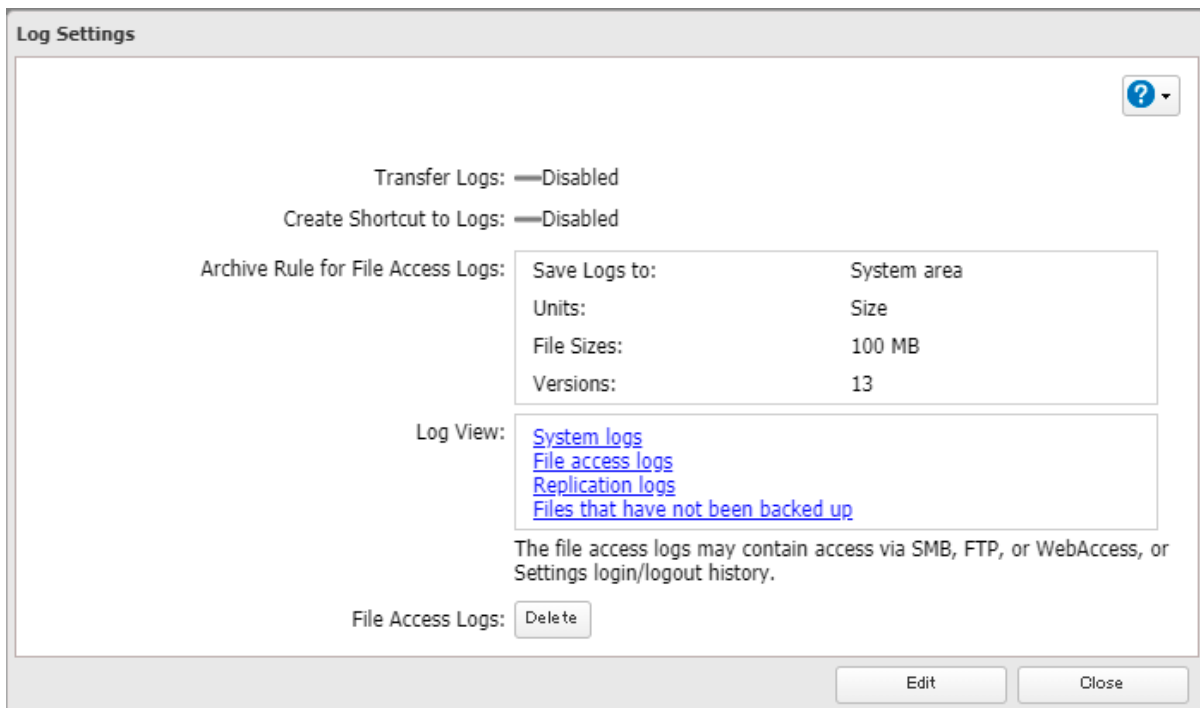 Log Settings
Transfer Logs: Disabled
Create Shortcut to Logs: Disabled
Archive Rule for File Access Logs:
Save Logs to: System area
Units: Size
File Sizes: 100 MB
Versions: 13
Log View:
System logs
File access logs
Replication logs
Files that have not been backed up
The file access logs may contain access via SMB, FTP, or WebAccess, or
Settings login/logout history.
File Access Logs: Delete
Edit Close